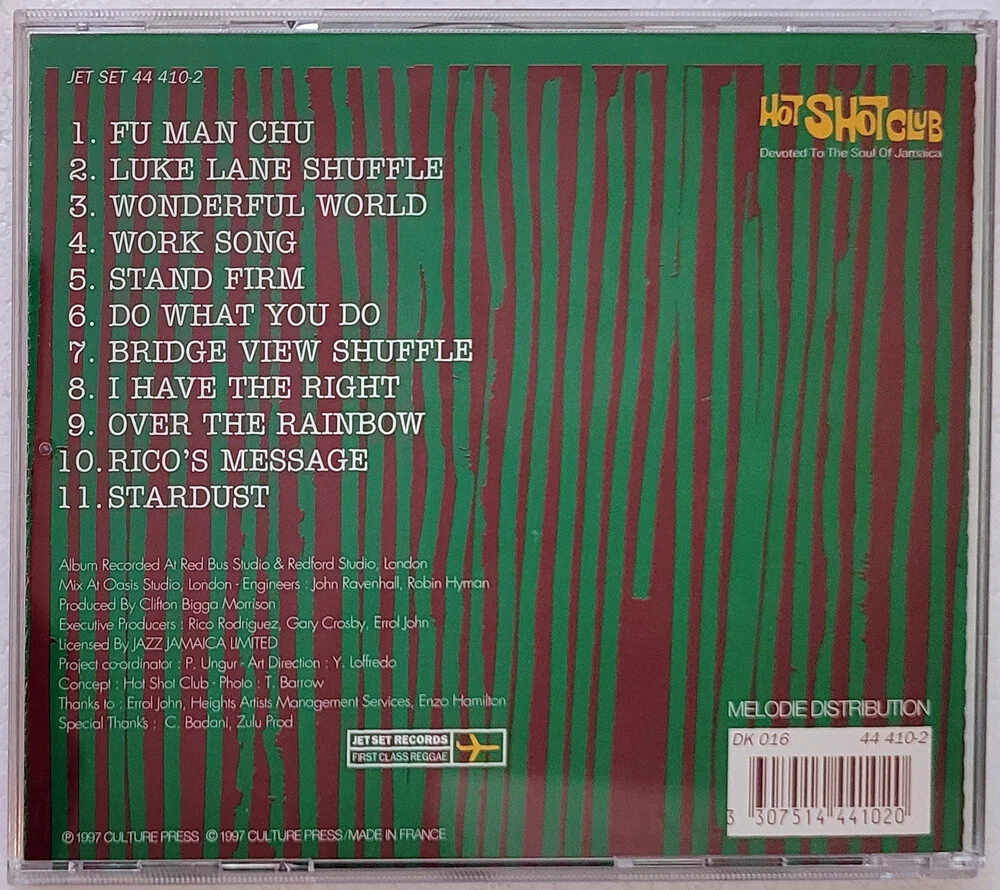 JET SET 44 410-2
HOT SHOT CLUB
Devoted To The Soul Of Jamaica
1. FU MAN CHU
2. LUKE LANE SHUFFLE
3. WONDERFUL WORLD
4. WORK SONG
5. STAND FIRM
6. DO WHAT YOU DO
7. BRIDGE VIEW SHUFFLE
8. I HAVE THE RIGHT
9. OVER THE RAINBOW
10. RICO'S MESSAGE
11. STARDUST
Album Recorded At Red Bus Studio & Redford Studio, London
Mix At Oasis Studio, London - Engineers : John Ravenhall, Robin Hyman
Produced By Clifton Bigga Morrison
Executive Producers : Rico Rodriguez, Gary Crosby, Errol John
Licensed By JAZZ JAMAICA LIMITED
Project co-ordinator : P. Ungur - Art Direction : Y. Loffredo
Concept : Hot Shot Club - Photo : T. Barrow
Thanks to : Errol John, Heights Artists Management Services, Enzo Hamilton
Special Thanks : C. Badani, Zulu Prod
JET SET RECORDS
FIRST CLASS REGGAE
MELODIE DISTRIBUTION
DK 016 44 410-2
3 307514 441020
℗ 1997 CULTURE PRESS © 1997 CULTURE PRESS/MADE IN FRANCE